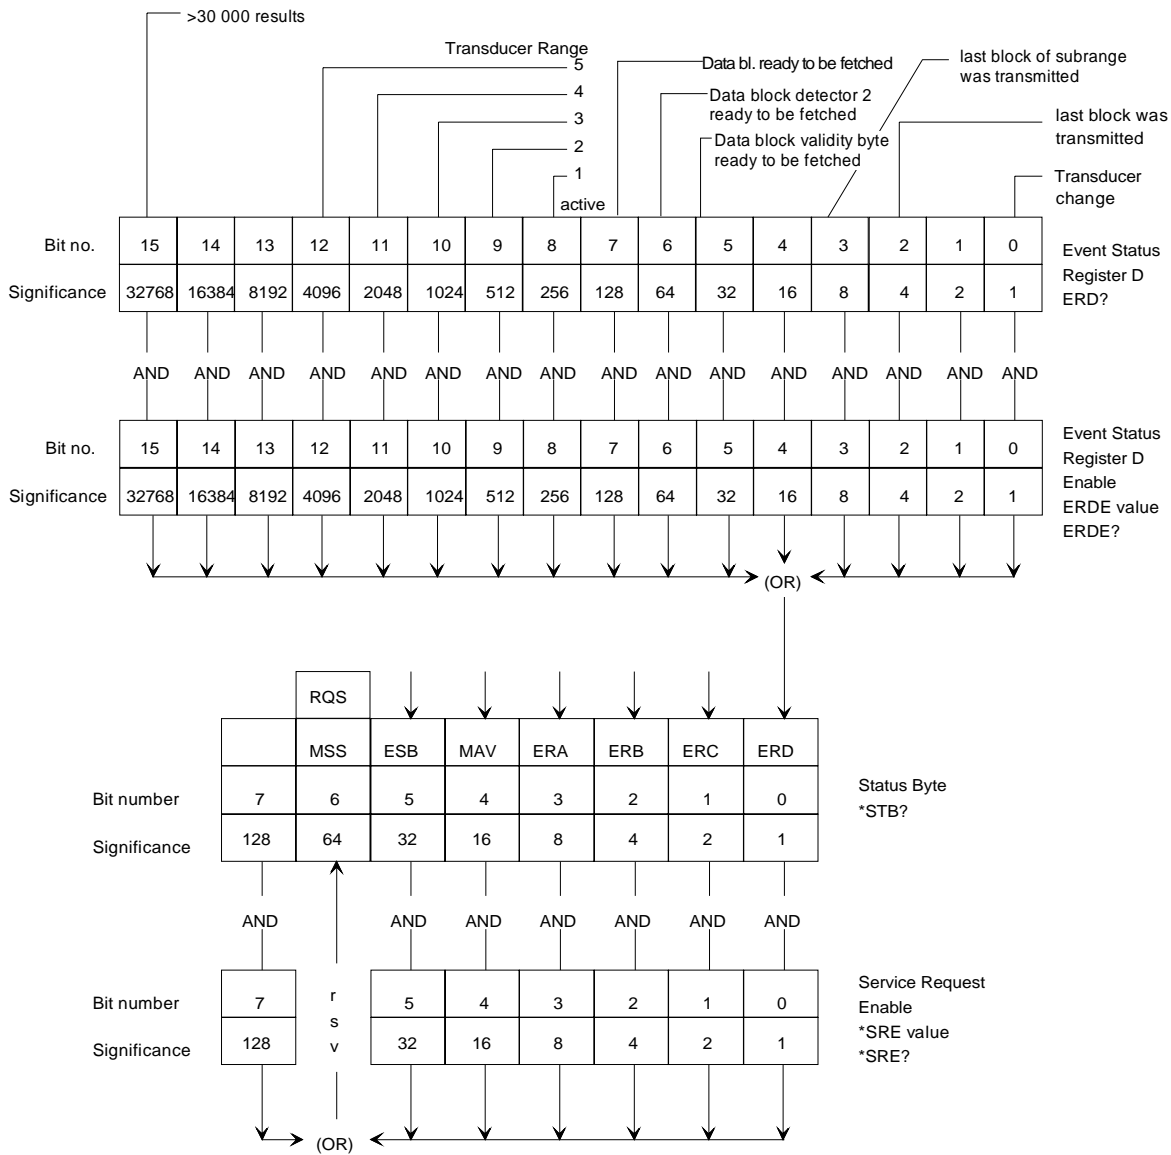 >30 000 results
Transducer Range
5
4
3
2
1
active
Data bl. ready to be fetched
Data block detector 2
ready to be fetched
Data block validity byte
ready to be fetched
last block of subrange
was transmitted
last block was
transmitted
Transducer
change
Bit no. 15 14 13 12 11 10 9 8 7 6 5 4 3 2 1 0
Significance 32768 16384 8192 4096 2048 1024 512 256 128 64 32 16 8 4 2 1
Event Status
Register D
ERD?
AND AND AND AND AND AND AND AND AND AND AND AND AND AND AND AND
Bit no. 15 14 13 12 11 10 9 8 7 6 5 4 3 2 1 0
Significance 32768 16384 8192 4096 2048 1024 512 256 128 64 32 16 8 4 2 1
Event Status
Register D
Enable
ERDE value
ERDE?
(OR)
RQS
MSS ESB MAV ERA ERB ERC ERD
Bit number 7 6 5 4 3 2 1 0
Significance 128 64 32 16 8 4 2 1
Status Byte
*STB?
AND AND AND AND AND AND AND
Bit number 7 5 4 3 2 1 0
Significance 128 32 16 8 4 2 1
r
s
v
Service Request
Enable
*SRE value
*SRE?
(OR)